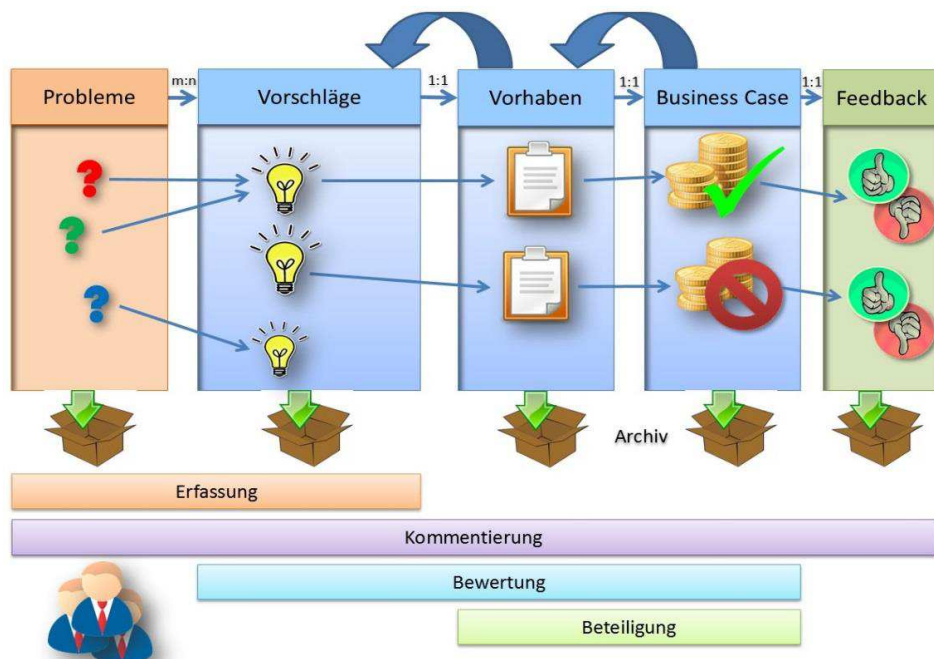 Probleme
m:n
Vorschläge
1:1
Vorhaben
1:1
Business Case
1:1
Feedback
Archiv
Erfassung
Kommentierung
Bewertung
Beteiligung